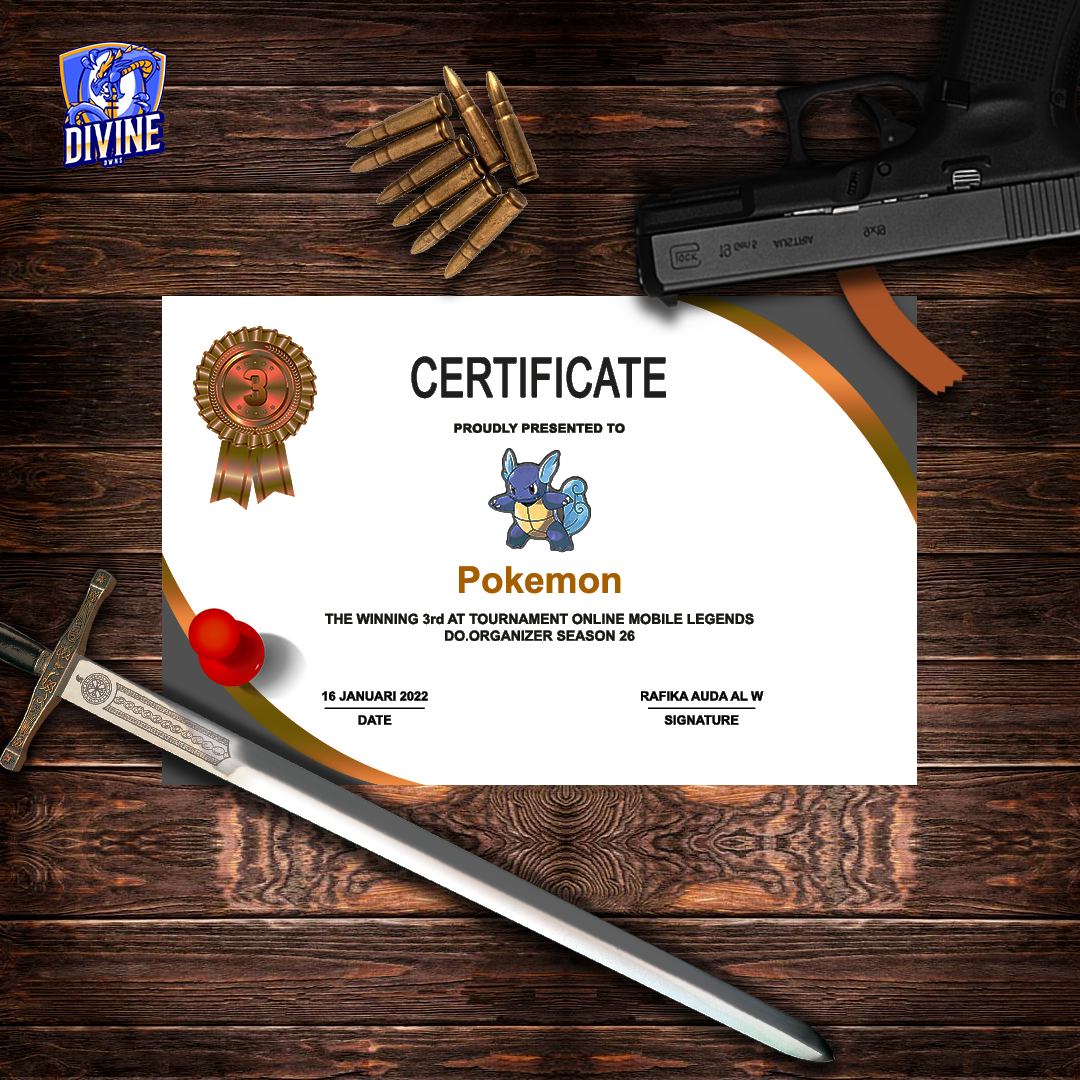 DIVINE
OWNS
GLOCK
19 Gen5 AUSTRIA 9x19
CERTIFICATE
3
PROUDLY PRESENTED TO
Pokemon
THE WINNING 3rd AT TOURNAMENT ONLINE MOBILE LEGENDS
DO.ORGANIZER SEASON 26
16 JANUARI 2022
RAFIKA AUDA AL W
DATE
SIGNATURE